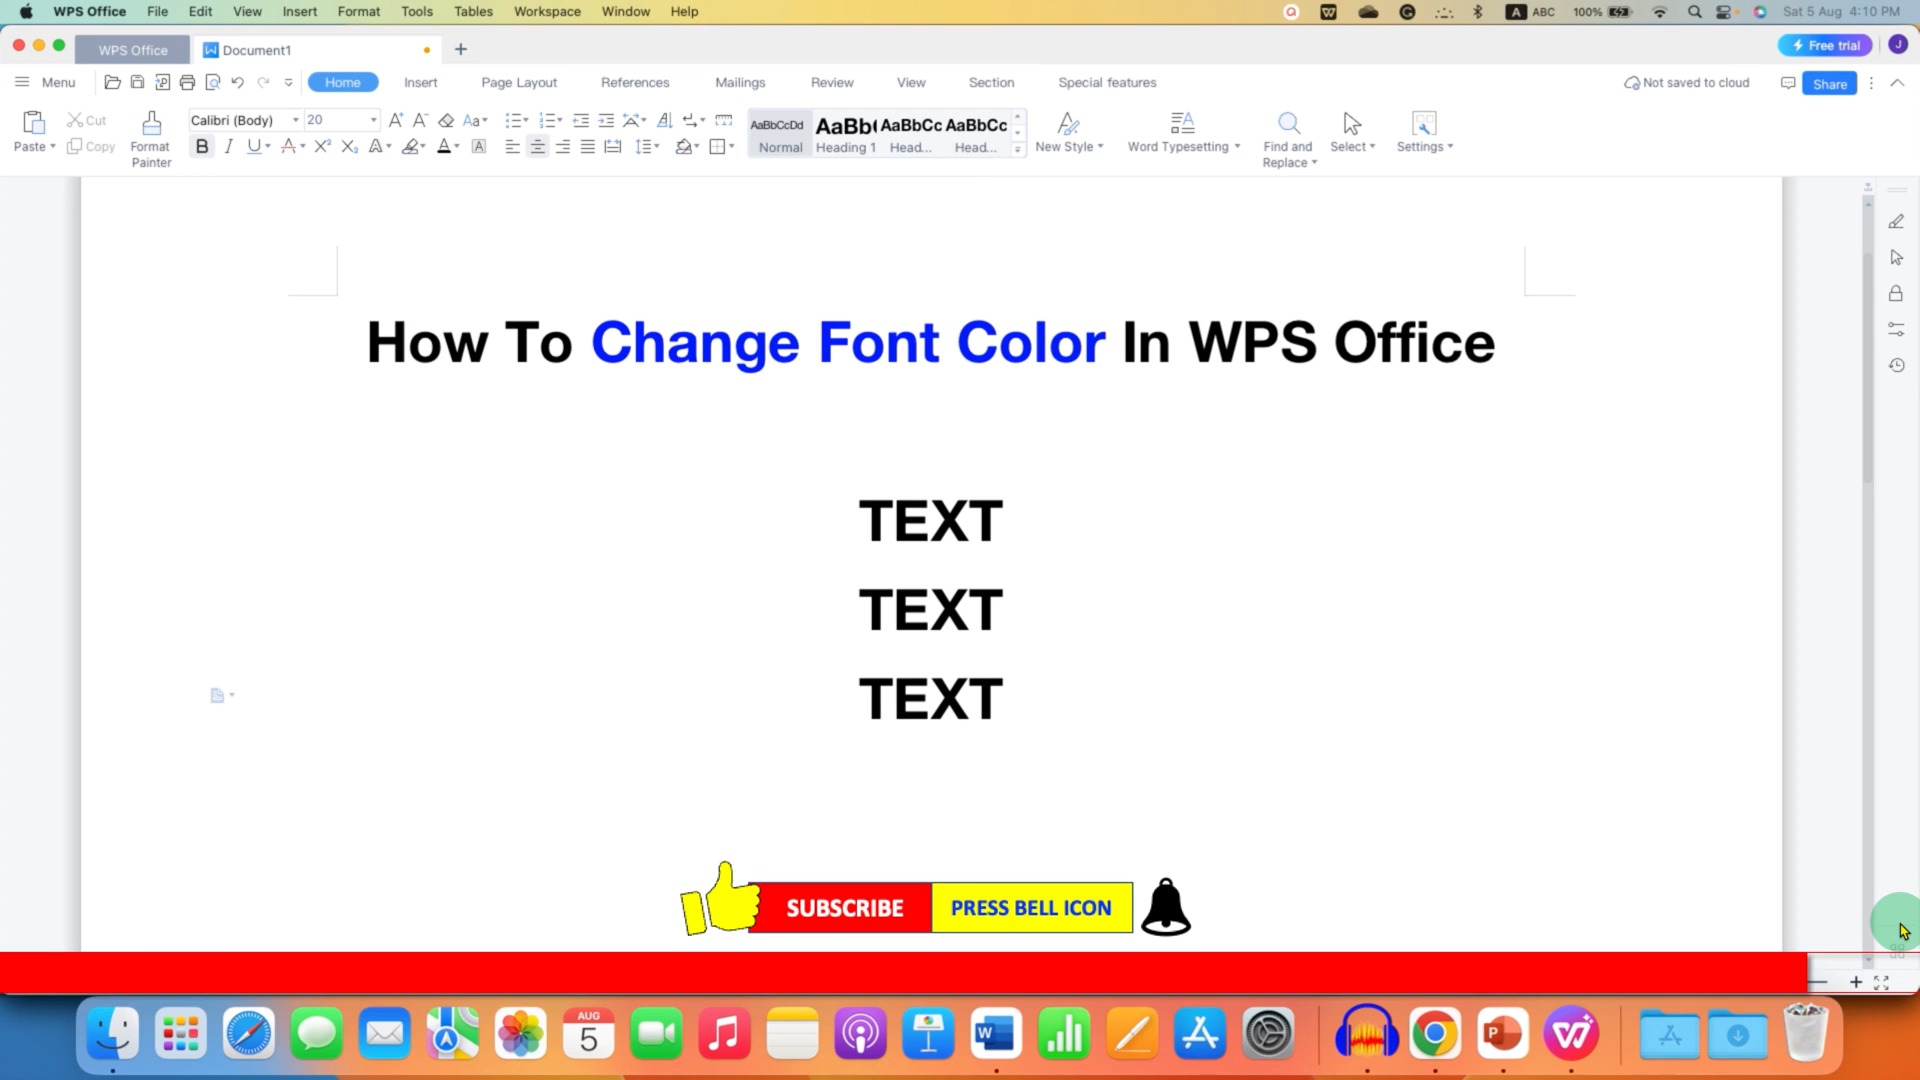 WPS Office File Edit View Insert Format Tools Tables Workspace Window Help A ABC 100% Sat 5 Aug 4:10 PM
WPS Office Document1 Free trial J
Menu Home Insert Page Layout References Mailings Review View Section Special features Not saved to cloud Share
Paste Cut Copy Format Painter Calibri (Body) 20 AaBbCcDd Normal AaBb( Heading 1 AaBbCc Head... AaBbCc Head... New Style Word Typesetting Find and Replace Select Settings
How To Change Font Color In WPS Office
TEXT
TEXT
TEXT
SUBSCRIBE PRESS BELL ICON
AUG
5